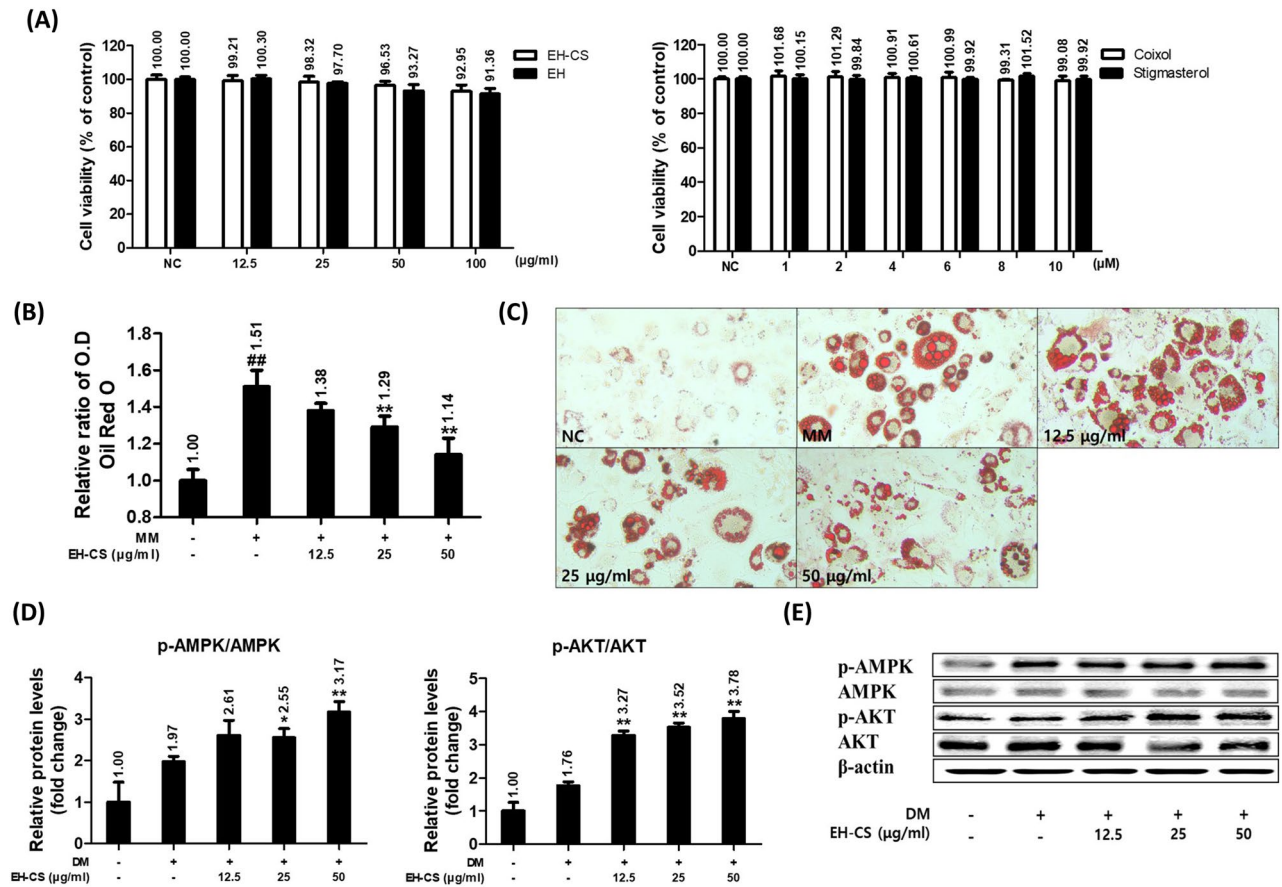 (A)
Cell viability (% of control)
120
100
80
60
40
20
0
100.00 100.00 99.21 100.30 98.32 97.70 96.53 93.27 92.95 91.36
EH-CS
EH
NC 12.5 25 50 100 (µg/ml)
Cell viability (% of control)
120
100
80
60
40
20
0
100.00 100.00 101.68 100.15 101.29 99.84 100.91 100.61 100.99 99.92 99.31 101.52 99.08 99.92
Coixol
Stigmasterol
NC 1 2 4 6 8 10 (µM)
(B)
Relative ratio of O.D
Oil Red O
1.8
1.6
1.4
1.2
1.0
0.8
1.00 ## 1.51 1.38 ** 1.29 ** 1.14
MM - + + + +
EH-CS (µg/ml) - - 12.5 25 50
(C)
NC
MM
12.5 µg/ml
25 µg/ml
50 µg/ml
(D)
p-AMPK/AMPK
Relative protein levels
(fold change)
4
3
2
1
0
1.00 1.97 2.61 * 2.55 ** 3.17
DM - + + + +
EH-CS (µg/ml) - - 12.5 25 50
p-AKT/AKT
Relative protein levels
(fold change)
5
4
3
2
1
0
1.00 1.76 ** 3.27 ** 3.52 ** 3.78
DM - + + + +
EH-CS (µg/ml) - - 12.5 25 50
(E)
p-AMPK
AMPK
p-AKT
AKT
β-actin
DM - + + + +
EH-CS (µg/ml) - - 12.5 25 50